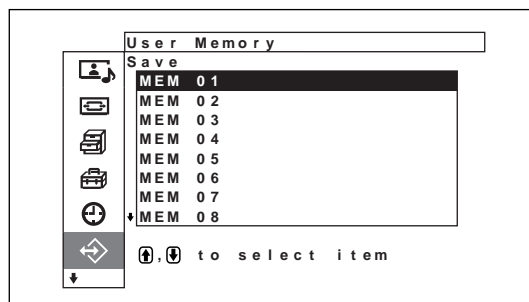 User Memory
Save
MEM 01
MEM 02
MEM 03
MEM 04
MEM 05
MEM 06
MEM 07
MEM 08
↑,↓ to select item